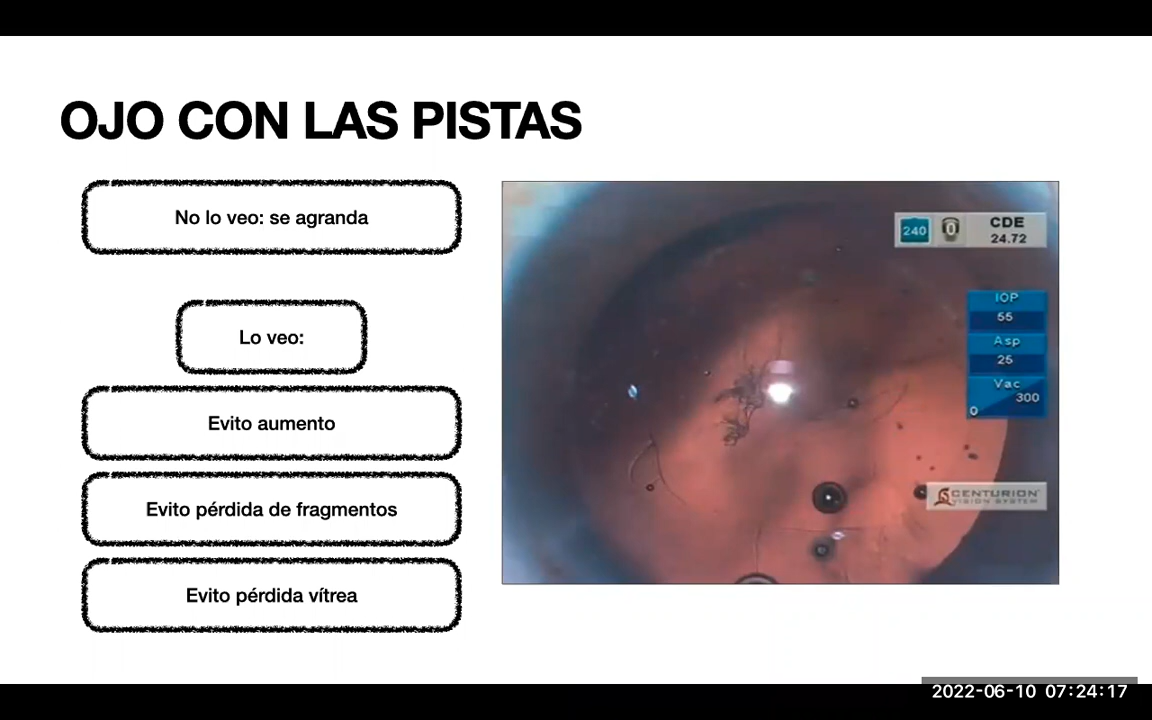 OJO CON LAS PISTAS
No lo veo: se agranda
Lo veo:
Evito aumento
Evito pérdida de fragmentos
Evito pérdida vítrea
240 0 CDE
24.72
IOP
55
Asp
25
Vac
300
0
CENTURION
VISION SYSTEM
2022-06-10 07:24:17